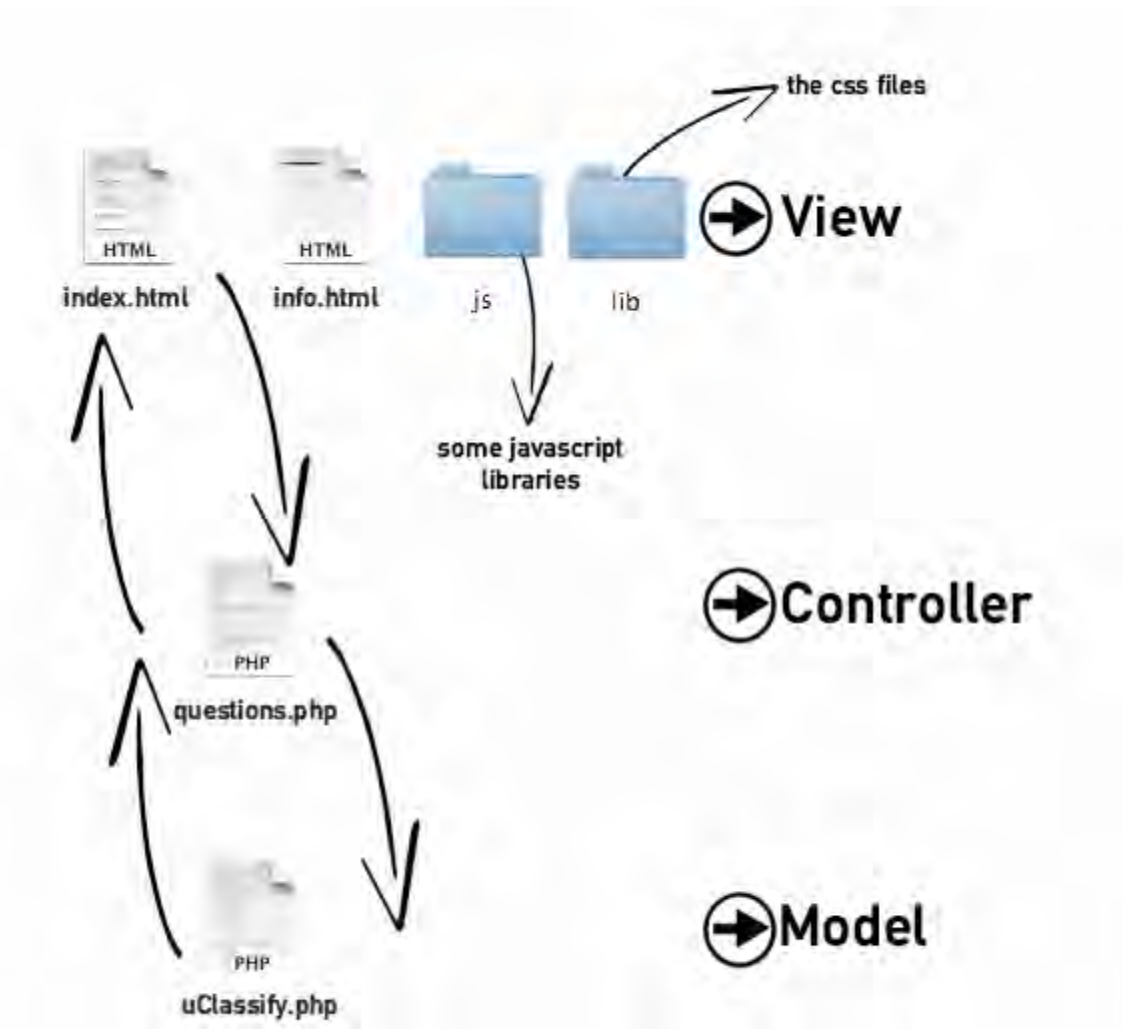 the css files
View
HTML
HTML
index.html
info.html
js
lib
some javascript
libraries
Controller
PHP
questions.php
Model
PHP
uClassify.php